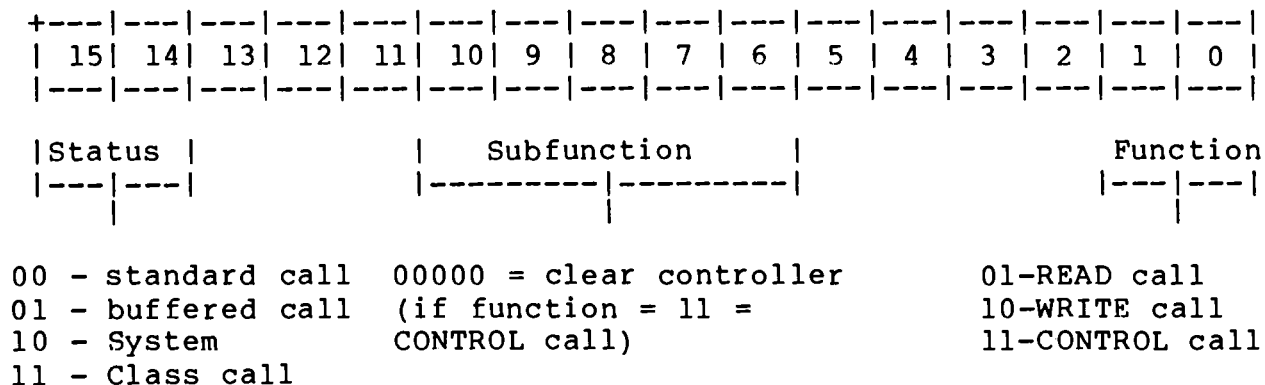 +---|---|---|---|---|---|---|---|---|---|---|---|---|---|---|---|
| 15| 14| 13| 12| 11| 10| 9 | 8 | 7 | 6 | 5 | 4 | 3 | 2 | 1 | 0 |
|---|---|---|---|---|---|---|---|---|---|---|---|---|---|---|---|
|Status | | Subfunction | Function
|---|---| |---------|---------| |---|---|
| | |
00 - standard call 00000 = clear controller 01-READ call
01 - buffered call (if function = 11 = 10-WRITE call
10 - System CONTROL call) 11-CONTROL call
11 - Class call